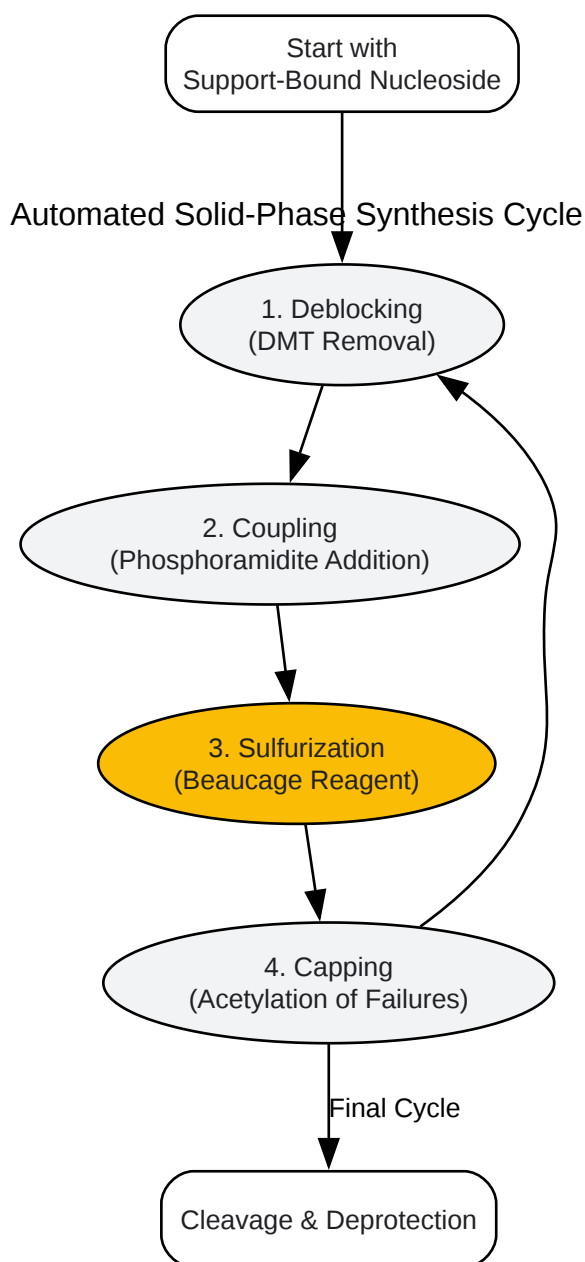 Start with
Support-Bound Nucleoside
Automated Solid-Phase Synthesis Cycle
1. Deblocking
(DMT Removal)
2. Coupling
(Phosphoramidite Addition)
3. Sulfurization
(Beaucage Reagent)
4. Capping
(Acetylation of Failures)
Final Cycle
Cleavage & Deprotection